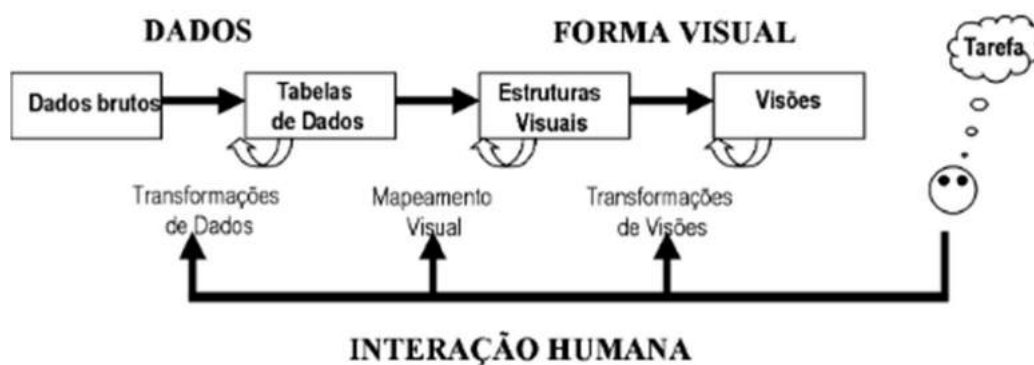 DADOS
FORMA VISUAL
Tarefa
Dados brutos
Tabelas
de Dados
Estruturas
Visuais
Visões
Transformações
de Dados
Mapeamento
Visual
Transformações
de Visões
INTERAÇÃO HUMANA